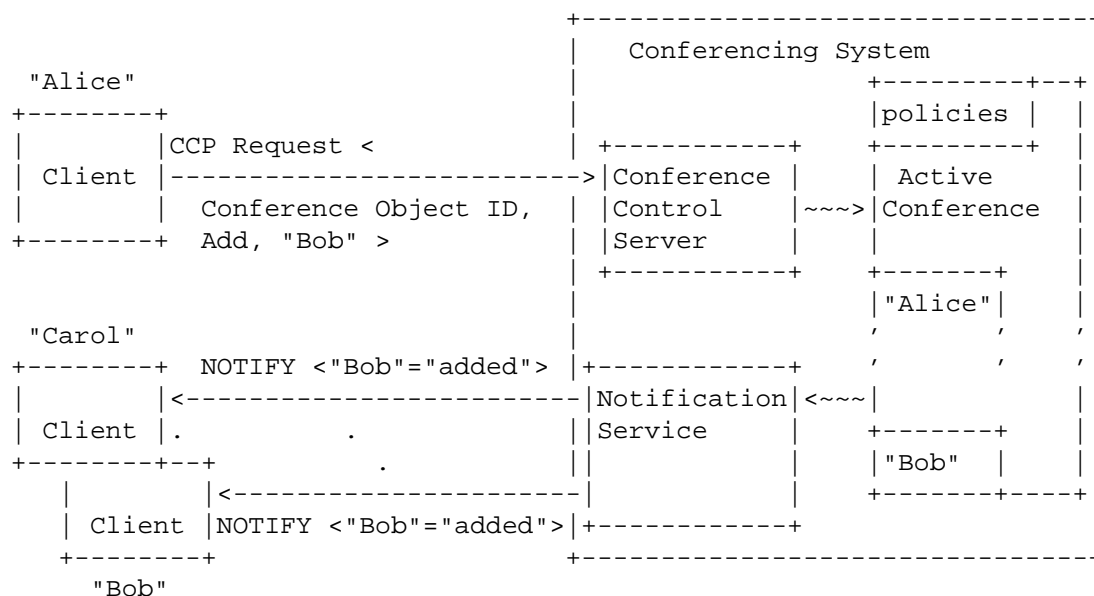 Conferencing System
"Alice"
policies
CCP Request <
Client
Conference
Active
Conference Object ID,
Control
Conference
Add, "Bob" >
Server
"Alice"
"Carol"
NOTIFY <"Bob"="added">
Notification
Client
. .
Service
.
"Bob"
Client
NOTIFY <"Bob"="added">
"Bob"